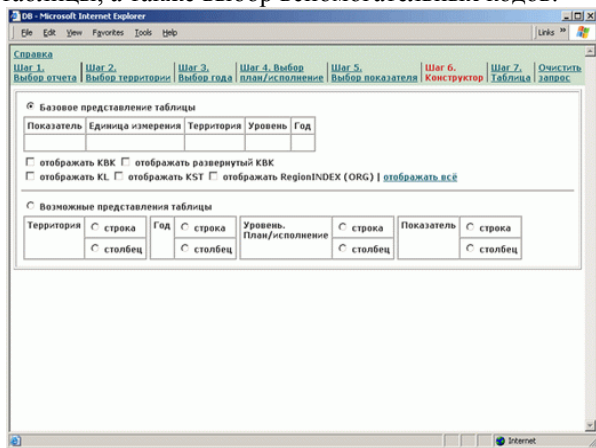 таблицы, а также выбор вспомогательных кодов.
DB - Microsoft Internet Explorer
File Edit View Favorites Tools Help Links »
Справка
Шаг 1. Шаг 2. Шаг 3. Шаг 4. Выбор Шаг 5. Шаг 6. Шаг 7. Очистить
Выбор отчета Выбор территории Выбор года план/исполнение Выбор показателя Конструктор Таблица запрос
Базовое представление таблицы
Показатель Единица измерения Территория Уровень Год
отображать КВК отображать развернутый КВК
отображать KL отображать KST отображать RegionINDEX (ORG) | отображать всё
Возможные представления таблицы
Территория строка Год строка Уровень. строка Показатель строка
План/исполнение
столбец столбец столбец столбец
Internet